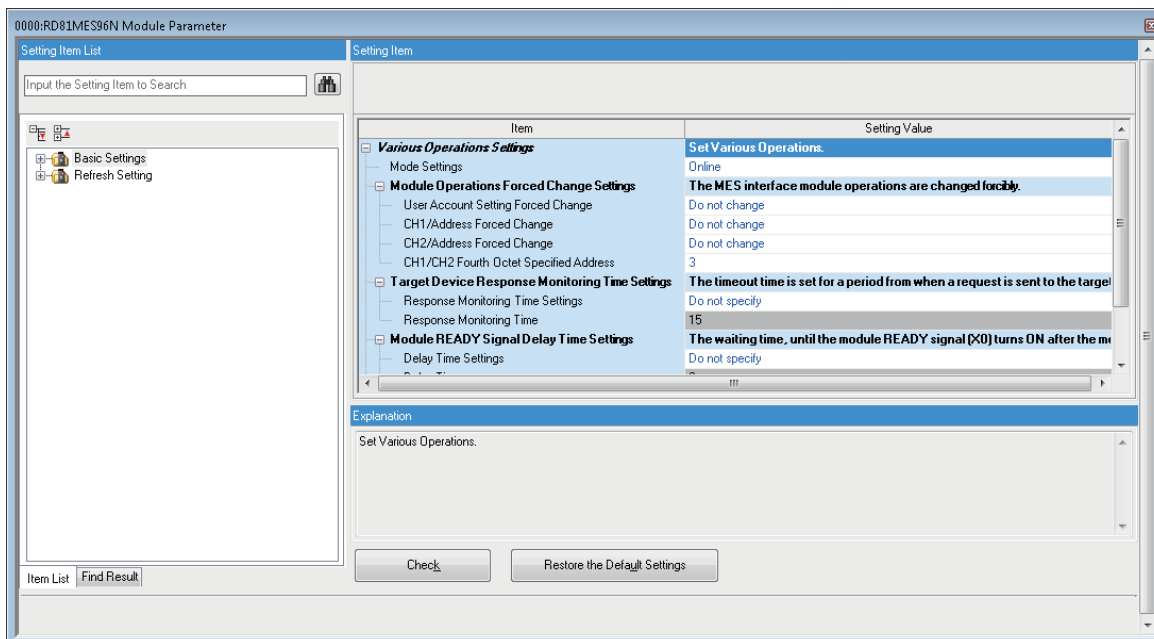 0000:RD81MES96N Module Parameter
Setting Item List
Input the Setting Item to Search
Basic Settings
Refresh Setting
Item List
Find Result
Setting Item
Item Setting Value
Various Operations Settings Set Various Operations.
Mode Settings Online
Module Operations Forced Change Settings The MES interface module operations are changed forcibly.
User Account Setting Forced Change Do not change
CH1/Address Forced Change Do not change
CH2/Address Forced Change Do not change
CH1/CH2 Fourth Octet Specified Address 3
Target Device Response Monitoring Time Settings The timeout time is set for a period from when a request is sent to the target
Response Monitoring Time Settings Do not specify
Response Monitoring Time 15
Module READY Signal Delay Time Settings The waiting time, until the module READY signal (X0) turns ON after the
Delay Time Settings Do not specify
Explanation
Set Various Operations.
Check Restore the Default Settings